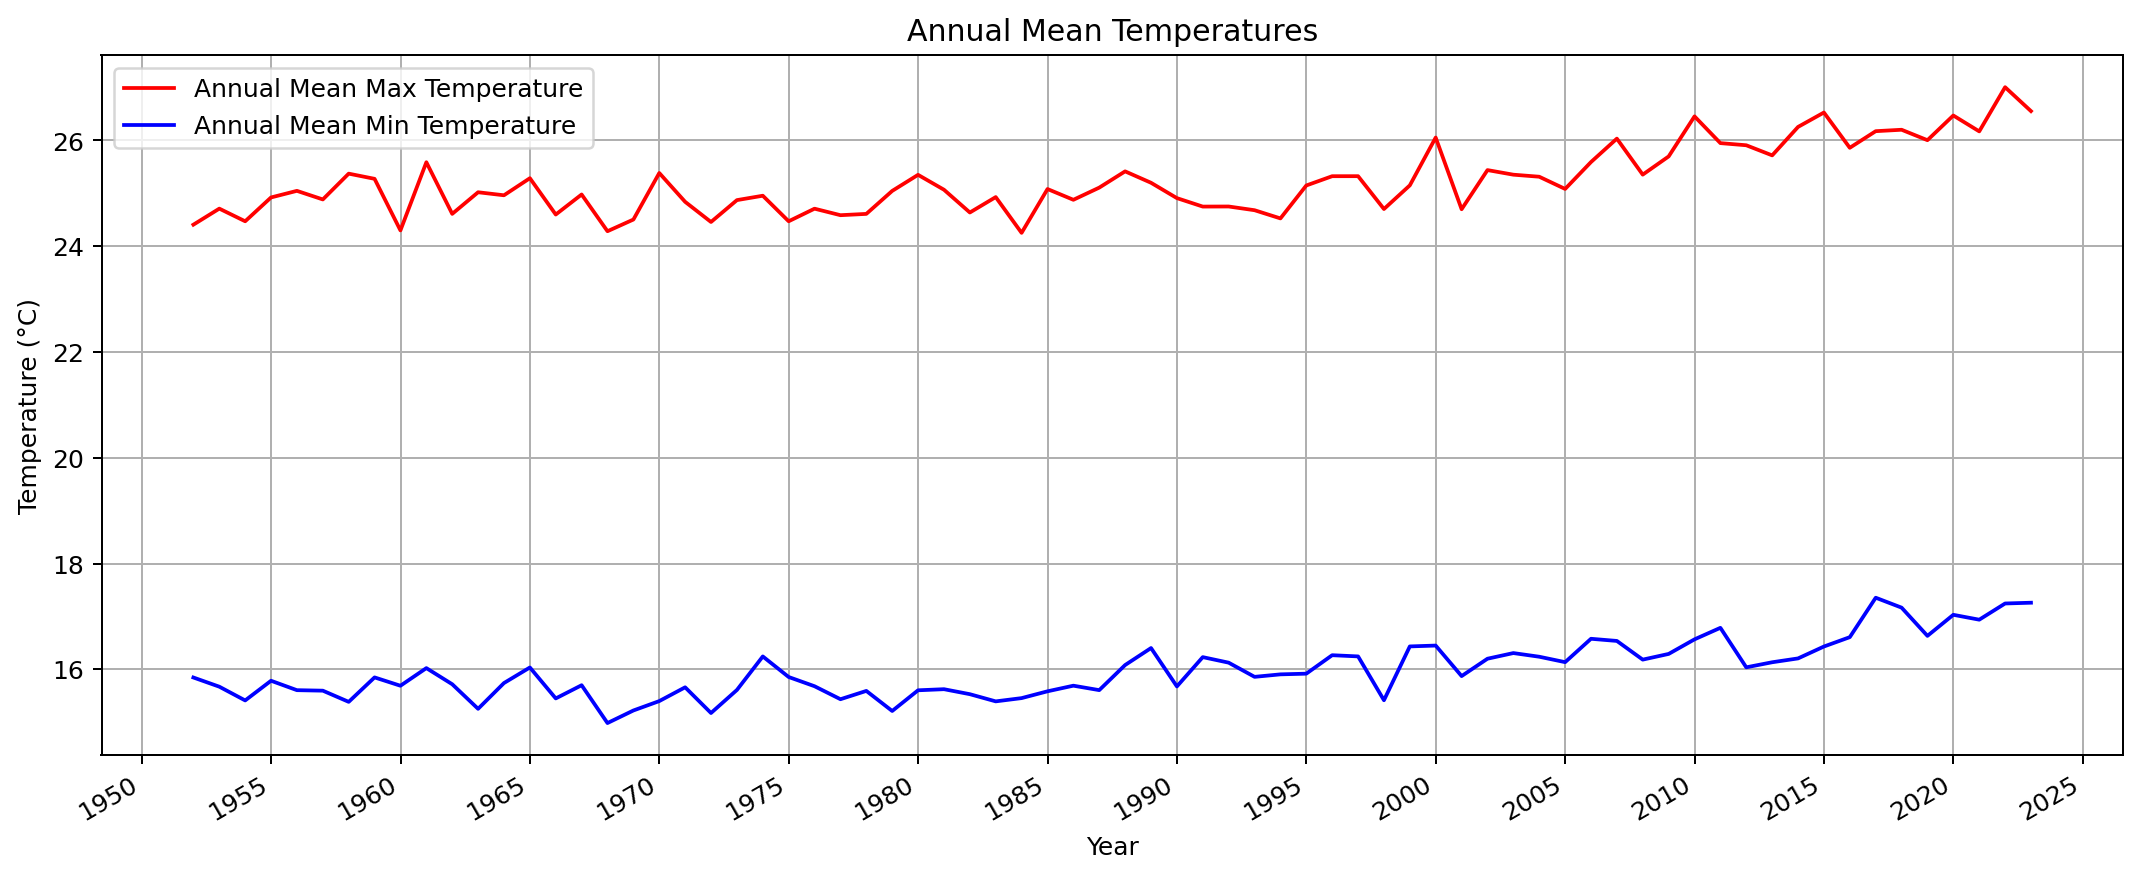 Annual Mean Temperatures
Annual Mean Max Temperature
Annual Mean Min Temperature
Temperature (°C)
26
24
22
20
18
16
1950 1955 1960 1965 1970 1975 1980 1985 1990 1995 2000 2005 2010 2015 2020 2025
Year